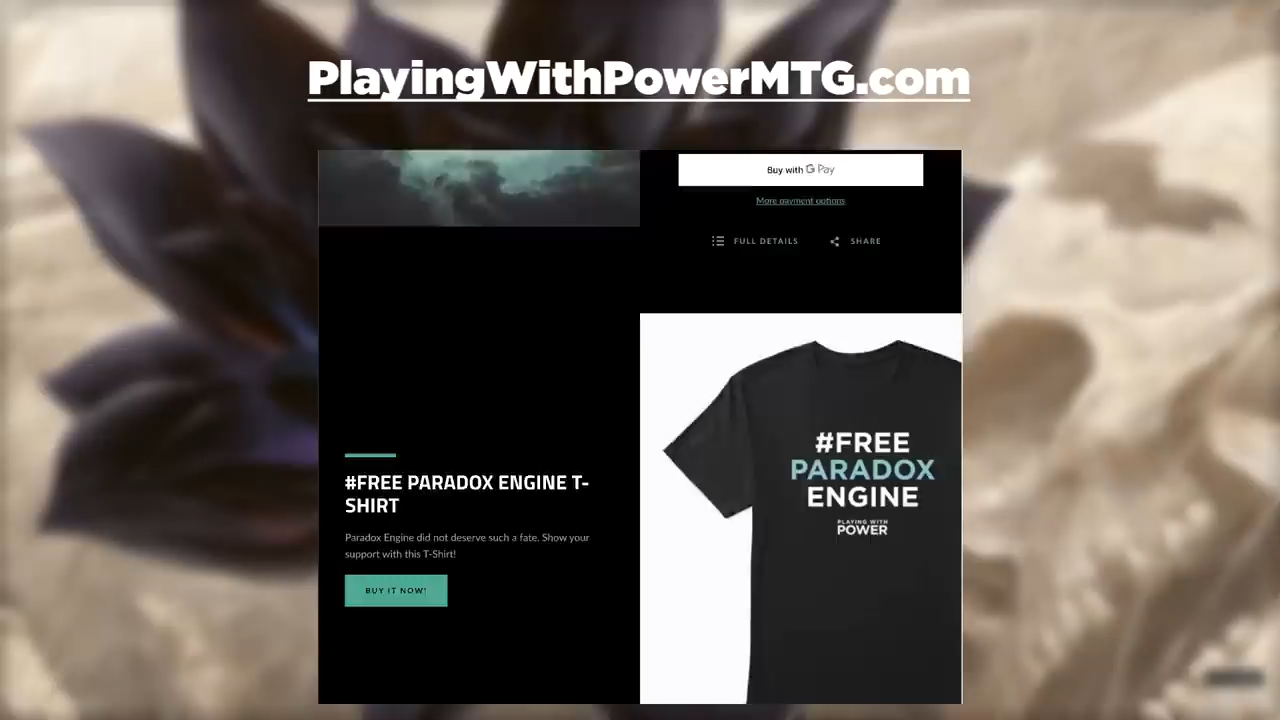 PlayingWithPowerMTG.com
Buy with G Pay
More payment options
FULL DETAILS
SHARE
#FREE PARADOX ENGINE T-
SHIRT
Paradox Engine did not deserve such a fate. Show your
support with this T-Shirt!
BUY IT NOW!
#FREE
PARADOX
ENGINE
PLAYING WITH
POWER